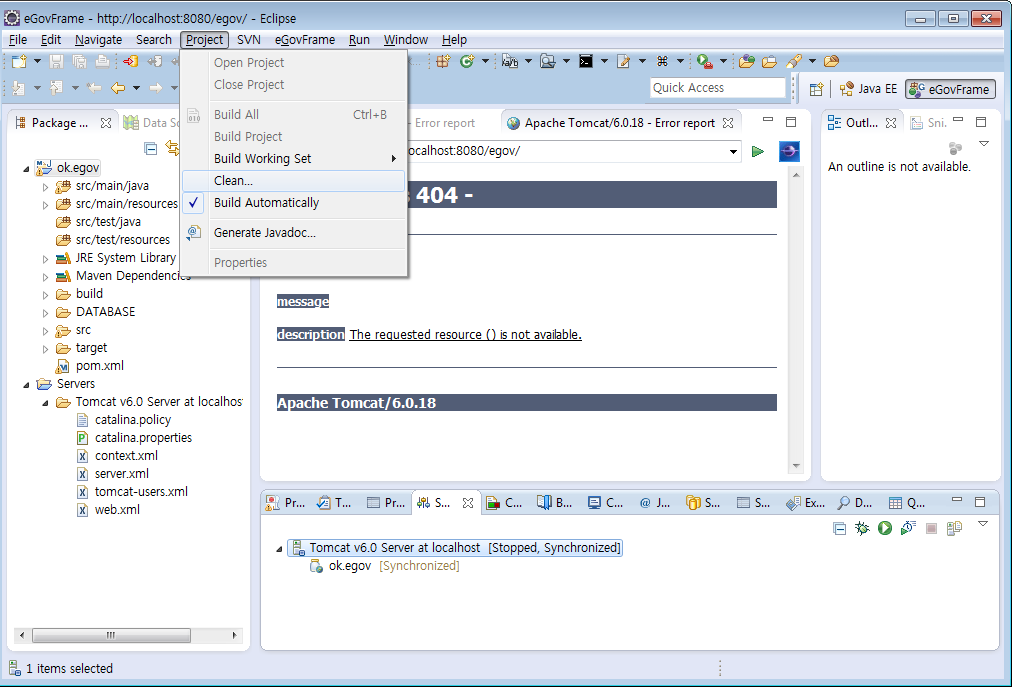 eGovFrame - http://localhost:8080/egov/ - Eclipse
File Edit Navigate Search Project SVN eGovFrame Run Window Help
Quick Access
Java EE
eGovFrame
Open Project
Close Project
Build All Ctrl+B
Build Project
Build Working Set
Clean...
Build Automatically
Generate Javadoc...
Properties
Package ...
Data Sc
- Error report
Apache Tomcat/6.0.18 - Error report
ocalhost:8080/egov/
Outl...
Sni.
An outline is not available.
ok.egov
src/main/java
src/main/resources
src/test/java
src/test/resources
JRE System Library
Maven Dependencies
build
DATABASE
src
target
pom.xml
Servers
Tomcat v6.0 Server at localhos
catalina.policy
catalina.properties
context.xml
server.xml
tomcat-users.xml
web.xml
404 -
message
description The requested resource () is not available.
Apache Tomcat/6.0.18
Pr... T... Pr... S... C... B... C... @ J... S... S... Ex... D... Q...
Tomcat v6.0 Server at localhost [Stopped, Synchronized]
ok.egov [Synchronized]
1 items selected